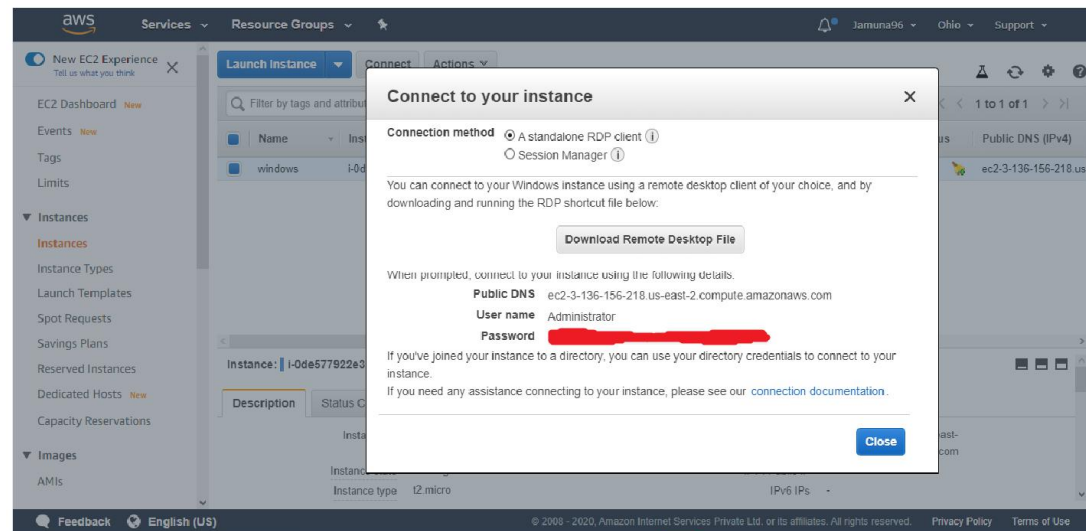 aws Services Resource Groups Jamuna96 Ohio Support
New EC2 Experience
Tell us what you think
EC2 Dashboard New
Events New
Tags
Limits
Instances
Instances
Instance Types
Launch Templates
Spot Requests
Savings Plans
Reserved Instances
Dedicated Hosts New
Capacity Reservations
Images
AMIs
Launch Instance Connect Actions
Filter by tags and 1 to 1 of 1
Name Public DNS (IPv4)
windows ec2-3-136-156-218.us
Connect to your instance
Connection method A standalone RDP client
Session Manager
You can connect to your Windows instance using a remote desktop client of your choice, and by
downloading and running the RDP shortcut file below:
Download Remote Desktop File
When prompted, connect to your instance using the following details.
Public DNS ec2-3-136-156-218.us-east-2.compute.amazonaws.com
User name Administrator
Password
If you've joined your instance to a directory, you can use your directory credentials to connect to your
instance.
If you need any assistance connecting to your instance, please see our connection documentation.
Close
Instance: i-0de577922e3
Description Status C
Instance type t2.micro IPv6 IPs -
Feedback English (US) © 2008 - 2020, Amazon Internet Services Private Ltd. or its affiliates. All rights reserved. Privacy Policy Terms of Use